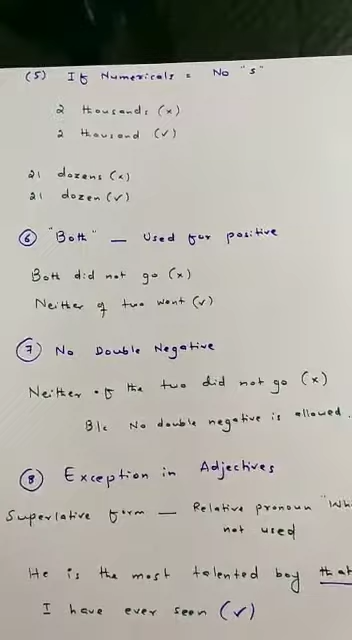 (5) If Numericals = No "s"
2 thousands (x)
2 thousand (✓)
21 dozens (x)
21 dozen (✓)
⑥ "Both" — Used for positive
Both did not go (x)
Neither of two went (✓)
⑦ No Double Negative
Neither of the two did not go (x)
B/c No double negative is allowed.
⑧ Exception in Adjectives
Superlative form — Relative pronoun "Whi
not used
He is the most talented boy that
I have ever seen (✓)